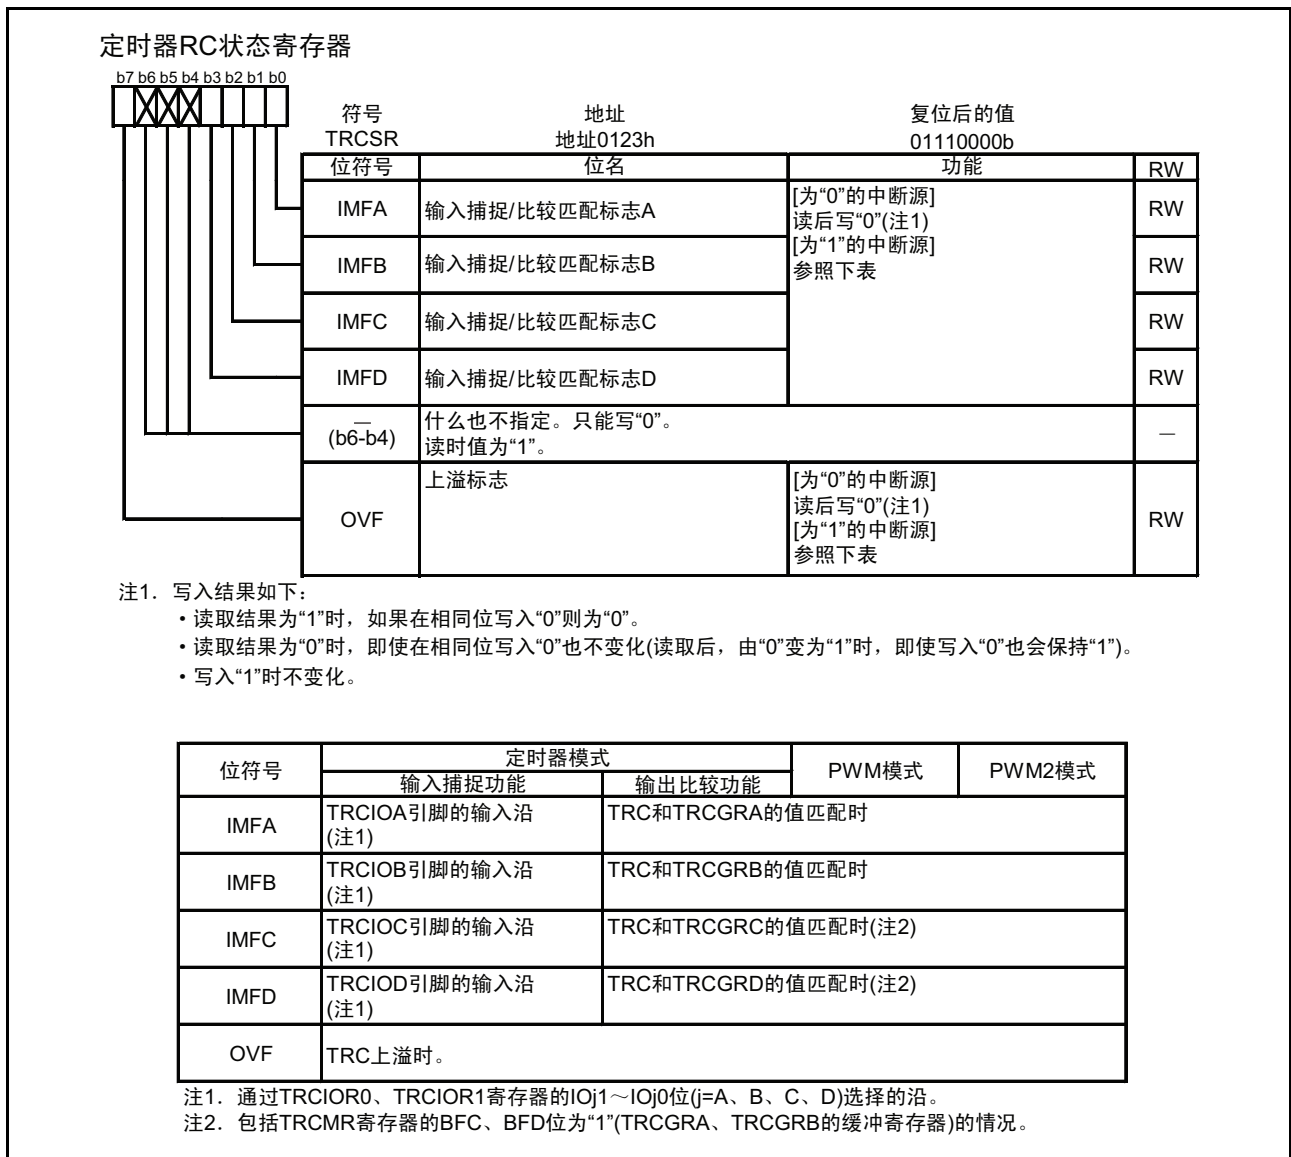 定时器RC状态寄存器
b7 b6 b5 b4 b3 b2 b1 b0
符号 地址 复位后的值
TRCSR 地址0123h 01110000b
位符号 位名 功能 RW
IMFA 输入捕捉/比较匹配标志A [为“0”的中断源] RW
读后写“0”(注1)
[为“1”的中断源]
参照下表
IMFB 输入捕捉/比较匹配标志B RW
IMFC 输入捕捉/比较匹配标志C RW
IMFD 输入捕捉/比较匹配标志D RW
—
(b6-b4) 什么也不指定。只能写“0”。 —
读时值为“1”。
OVF 上溢标志 [为“0”的中断源] RW
读后写“0”(注1)
[为“1”的中断源]
参照下表
注1. 写入结果如下:
・读取结果为“1”时,如果在相同位写入“0”则为“0”。
・读取结果为“0”时,即使在相同位写入“0”也不变化(读取后,由“0”变为“1”时,即使写入“0”也会保持“1”)。
・写入“1”时不变化。
位符号 定时器模式 PWM模式 PWM2模式
输入捕捉功能 输出比较功能
IMFA TRCIOA引脚的输入沿 TRC和TRCGRA的值匹配时
(注1)
IMFB TRCIOB引脚的输入沿 TRC和TRCGRB的值匹配时
(注1)
IMFC TRCIOC引脚的输入沿 TRC和TRCGRC的值匹配时(注2)
(注1)
IMFD TRCIOD引脚的输入沿 TRC和TRCGRD的值匹配时(注2)
(注1)
OVF TRC上溢时。
注1. 通过TRCIOR0、TRCIOR1寄存器的IOj1～IOj0位(j=A、B、C、D)选择的沿。
注2. 包括TRCMR寄存器的BFC、BFD位为“1”(TRCGRA、TRCGRB的缓冲寄存器)的情况。